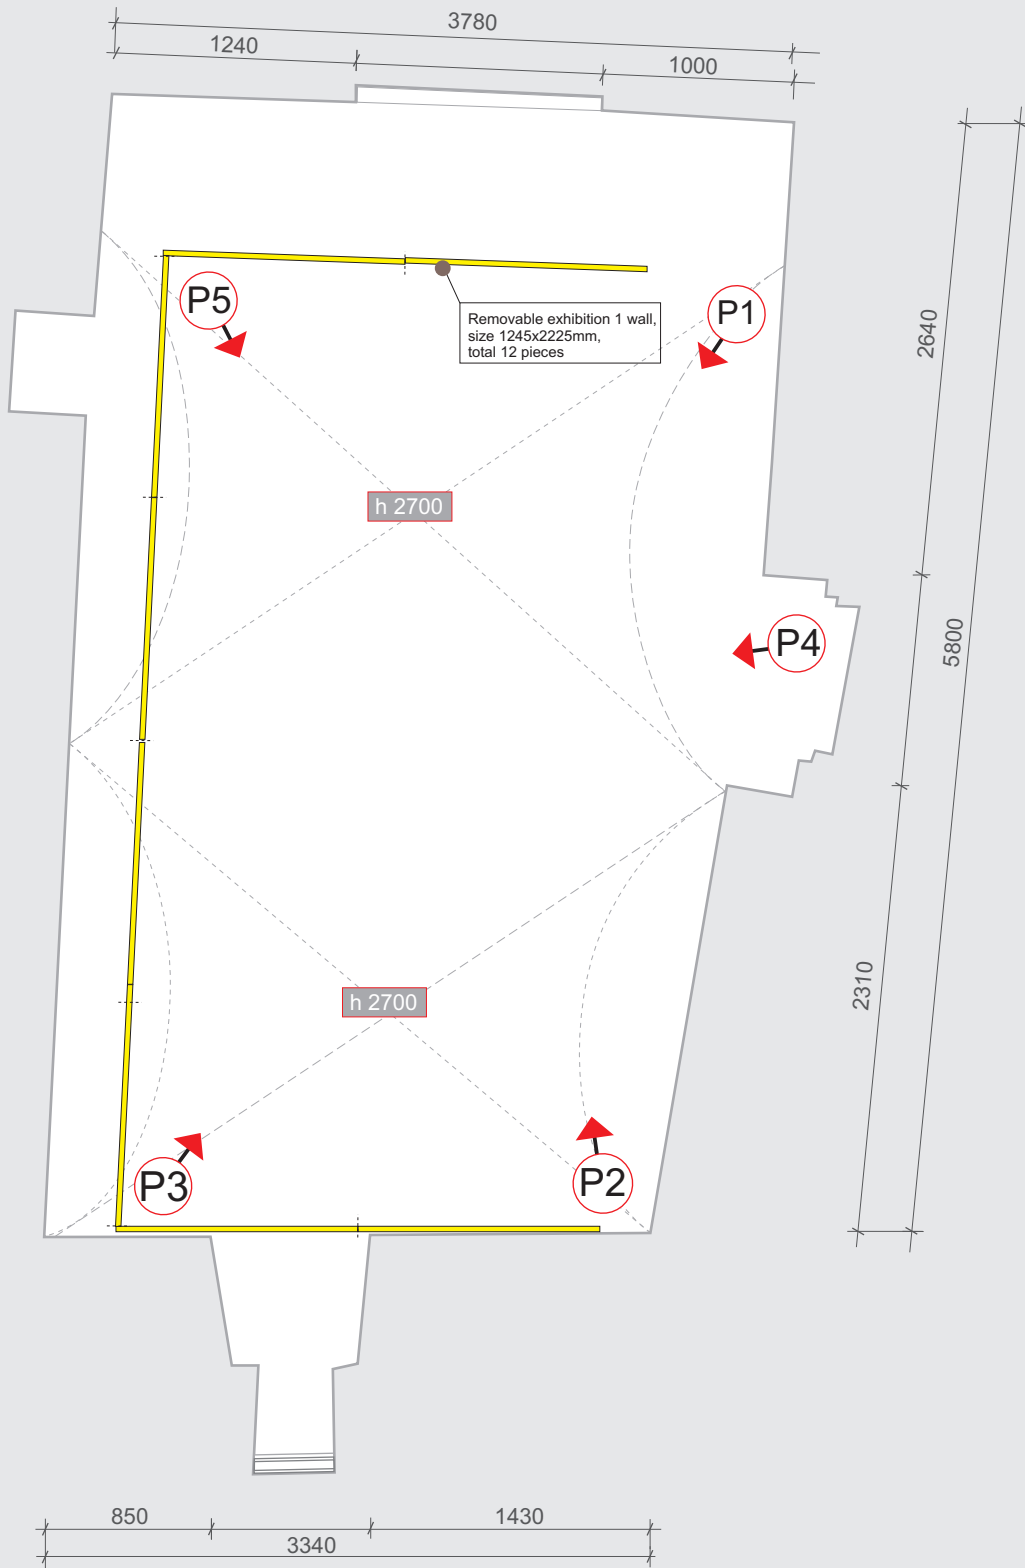 3780
1240
1000
P5
P1
Removable exhibition 1 wall,
size 1245x2225mm,
total 12 pieces
2640
h 2700
P4
5800
2310
h 2700
P3
P2
850
1430
3340